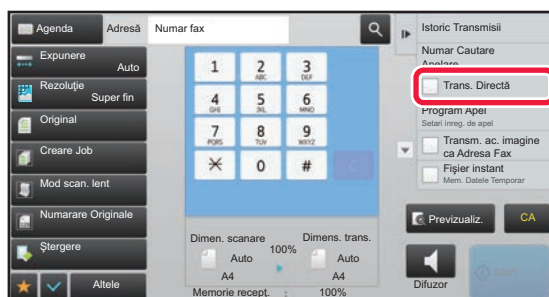 Agenda
Adresă
Numar fax
Istoric Transmisii
Expunere
Auto
Numar Cautare
Apelare
Rezoluţie
Super fin
Trans. Directă
Original
Program Apel
Setari inreg. de apel
Creare Job
Transm. ac. imagine
ca Adresa Fax
Mod scan. lent
Fişier instant
Mem. Datele Temporar
Numarare Originale
Ştergere
Altele
1
2
ABC
3
DEF
4
GHI
5
JKL
6
MNO
7
PQRS
8
TUV
9
WXYZ
0
#
C
Dimen. scanare
100%
Dimens. trans.
Auto
A4
Auto
A4
Memorie recept. : 100%
Previzualiz.
CA
Difuzor
Start